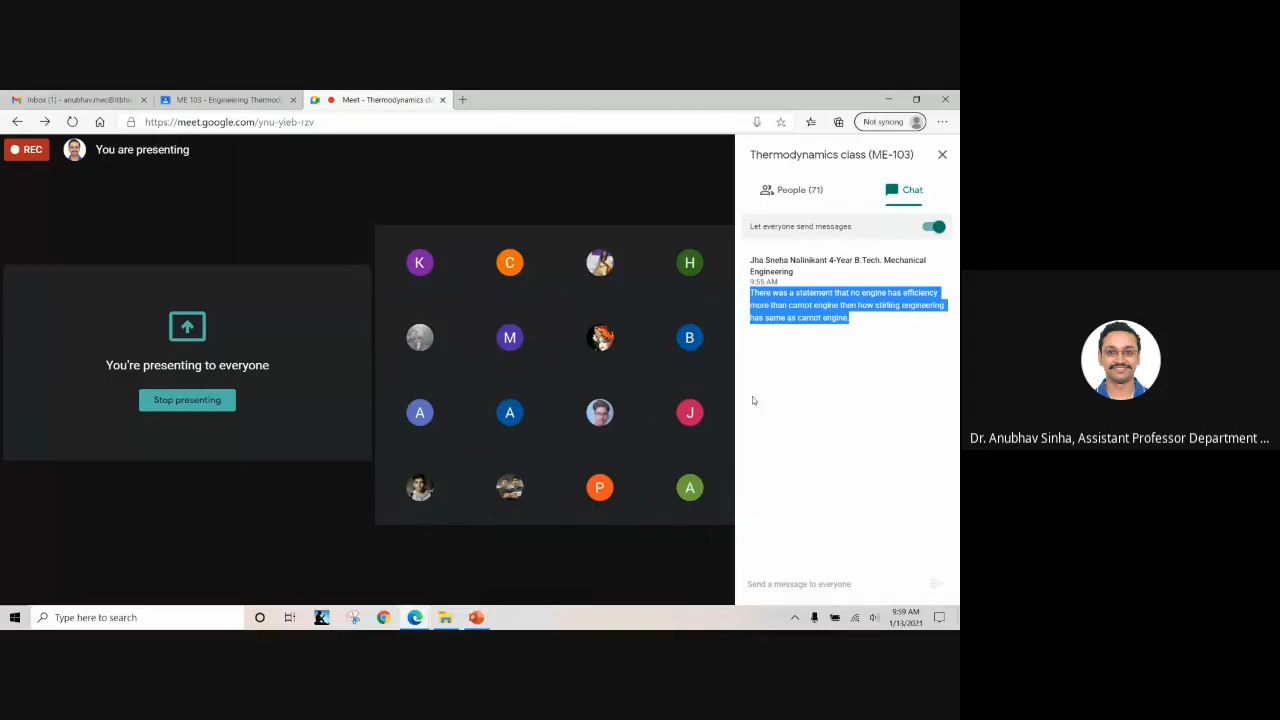 Inbox (1) - anubhav.mec@itbhu
ME 103 - Engineering Thermody
Meet - Thermodynamics cl
https://meet.google.com/ynu-yieb-rzv
Not syncing
REC
You are presenting
Thermodynamics class (ME-103)
People (71)
Chat
Let everyone send messages
Jha Sneha Nalinikant 4-Year B.Tech. Mechanical
Engineering
9:55 AM
There was a statement that no engine has efficiency
more than carnot engine then how stirling engineering
has same as carnot engine.
K
C
H
M
B
A
A
J
P
A
You're presenting to everyone
Stop presenting
Send a message to everyone
Dr. Anubhav Sinha, Assistant Professor Department ...
Type here to search
9:59 AM
1/13/2021